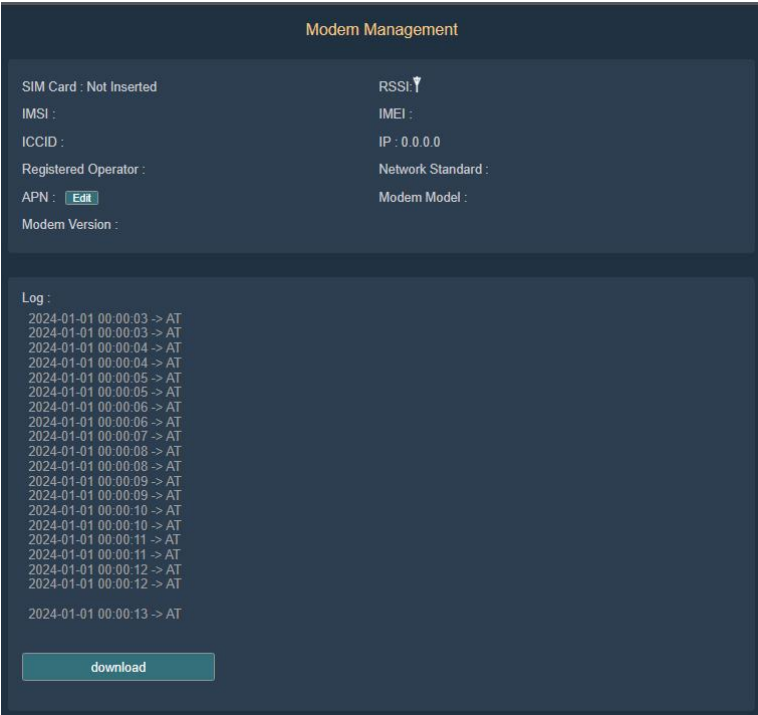 Modem Management
SIM Card : Not Inserted
RSSI:
IMSI :
IMEI :
ICCID :
IP : 0.0.0.0
Registered Operator :
Network Standard :
APN : Edit
Modem Model :
Modem Version :
Log :
2024-01-01 00:00:03 -> AT
2024-01-01 00:00:03 -> AT
2024-01-01 00:00:04 -> AT
2024-01-01 00:00:04 -> AT
2024-01-01 00:00:05 -> AT
2024-01-01 00:00:05 -> AT
2024-01-01 00:00:06 -> AT
2024-01-01 00:00:06 -> AT
2024-01-01 00:00:07 -> AT
2024-01-01 00:00:08 -> AT
2024-01-01 00:00:08 -> AT
2024-01-01 00:00:09 -> AT
2024-01-01 00:00:09 -> AT
2024-01-01 00:00:10 -> AT
2024-01-01 00:00:10 -> AT
2024-01-01 00:00:11 -> AT
2024-01-01 00:00:11 -> AT
2024-01-01 00:00:12 -> AT
2024-01-01 00:00:12 -> AT
2024-01-01 00:00:13 -> AT
download